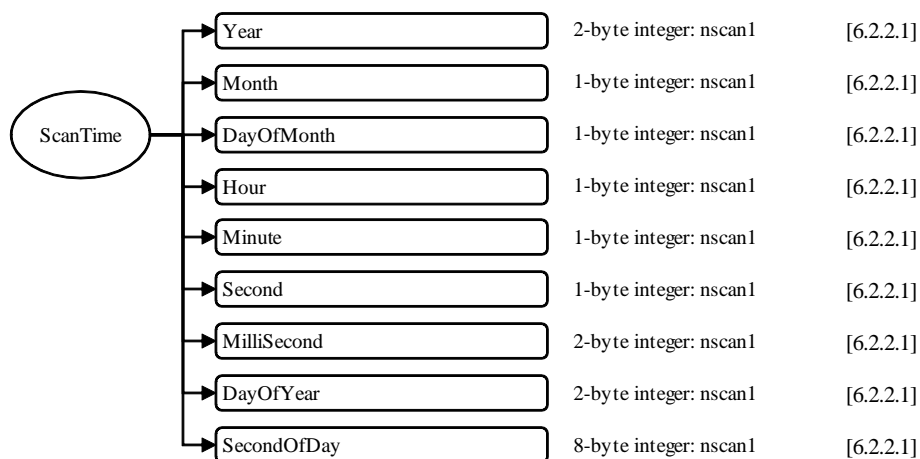 Year 2-byte integer: nscan1 [6.2.2.1]
Month 1-byte integer: nscan1 [6.2.2.1]
ScanTime
DayOfMonth 1-byte integer: nscan1 [6.2.2.1]
Hour 1-byte integer: nscan1 [6.2.2.1]
Minute 1-byte integer: nscan1 [6.2.2.1]
Second 1-byte integer: nscan1 [6.2.2.1]
MilliSecond 2-byte integer: nscan1 [6.2.2.1]
DayOfYear 2-byte integer: nscan1 [6.2.2.1]
SecondOfDay 8-byte integer: nscan1 [6.2.2.1]